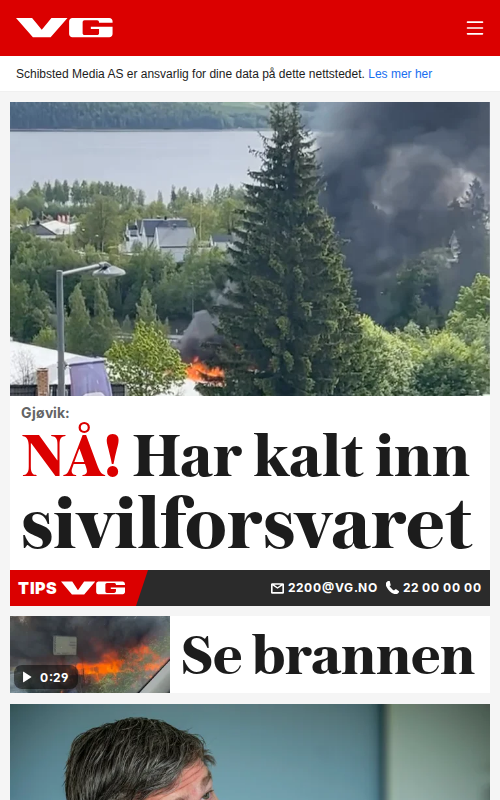 VG
Schibsted Media AS er ansvarlig for dine data på dette nettstedet. Les mer her
Gjøvik:
NÅ! Har kalt inn
sivilforsvaret
TIPS VG 2200@VG.NO 22 00 00 00
0:29
Se brannen